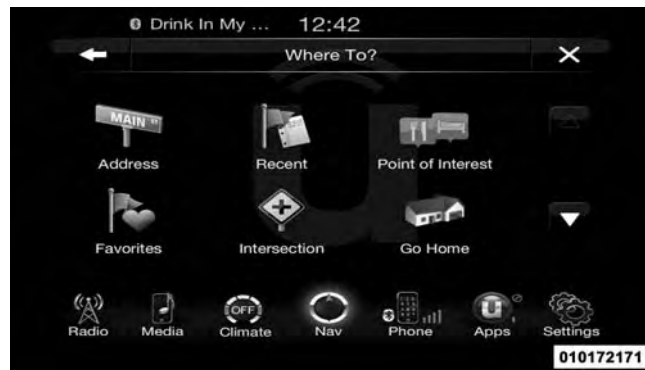 Drink In My ... 12:42
Where To?
MAIN ST
Address Recent Point of Interest
Favorites Intersection Go Home
OFF
Radio Media Climate Nav Phone Apps Settings
010172171